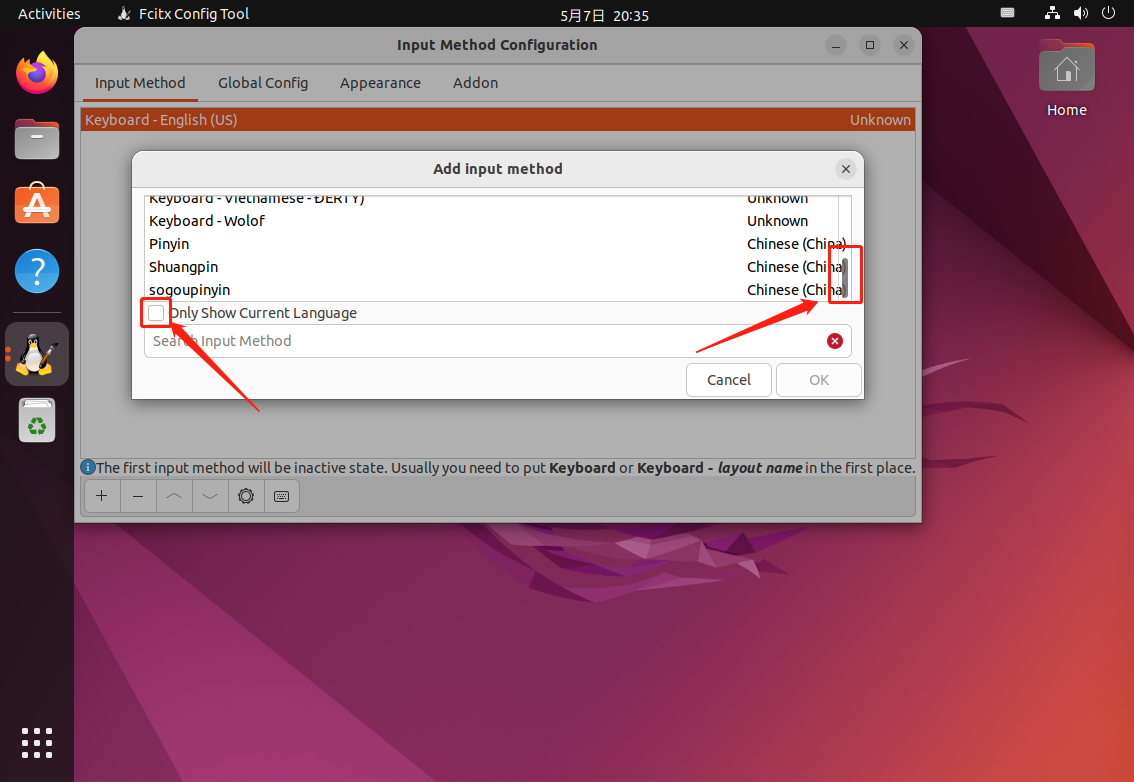 Activities Fcitx Config Tool 5月7日 20:35
Input Method Configuration
Input Method Global Config Appearance Addon
Keyboard - English (US) Unknown
Home
Add input method
Keyboard - Vietnamese - ĐERTY) Unknown
Keyboard - Wolof Unknown
Pinyin Chinese (China)
Shuangpin Chinese (China)
sogoupinyin Chinese (China)
Only Show Current Language
Search Input Method
Cancel OK
The first input method will be inactive state. Usually you need to put Keyboard or Keyboard - layout name in the first place.